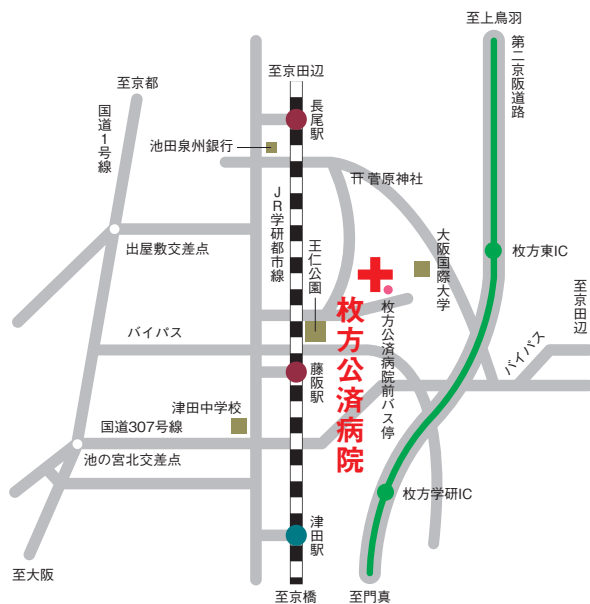 至上鳥羽
第二京阪道路
至京田辺
至京都
国道1号線
長尾駅
池田泉州銀行
菅原神社
JR学研都市線
王仁公園
大阪国際大学
出屋敷交差点
枚方東IC
至京田辺
枚方公済病院
枚方公済病院前バス停
バイパス
バイパス
藤阪駅
津田中学校
国道307号線
池の宮北交差点
枚方学研IC
津田駅
至大阪
至京橋
至門真